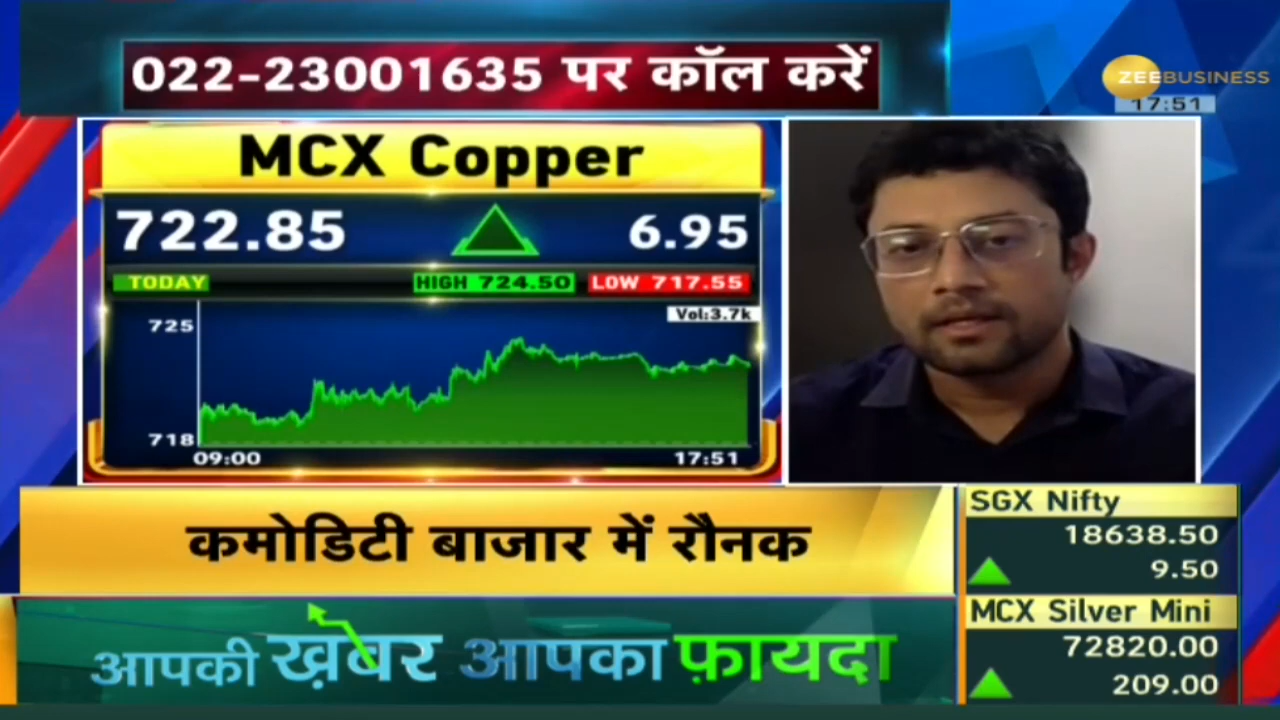 022-23001635 पर कॉल करें
ZEEBUSINESS
17:51
MCX Copper
722.85 6.95
TODAY HIGH 724.50 LOW 717.55
Vol:3.7k
725
718
09:00 17:51
कमोडिटी बाजार में रौनक
आपकी ख़बर आपका फ़ायदा
SGX Nifty
18638.50
9.50
MCX Silver Mini
72820.00
209.00